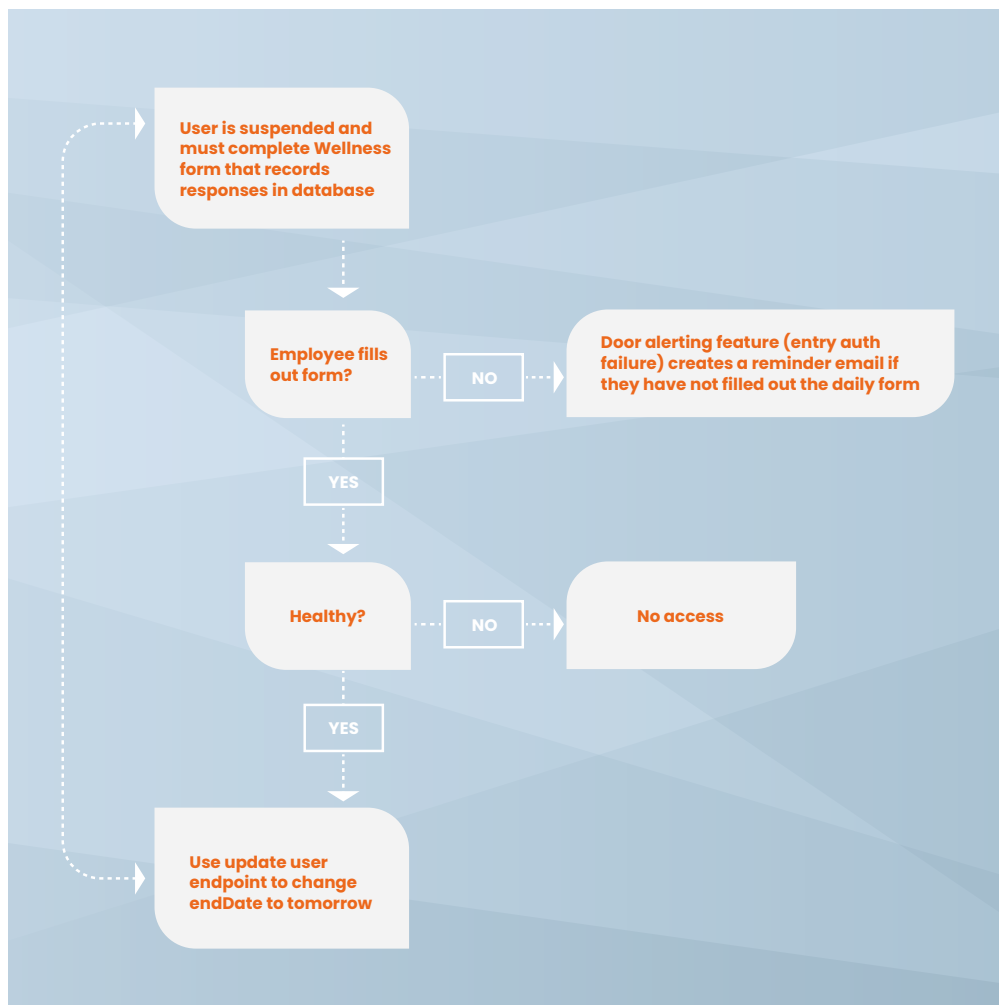 User is suspended and
must complete Wellness
form that records
responses in database
Employee fills
out form?
NO
Door alerting feature (entry auth
failure) creates a reminder email if
they have not filled out the daily form
YES
Healthy?
NO
No access
YES
Use update user
endpoint to change
endDate to tomorrow